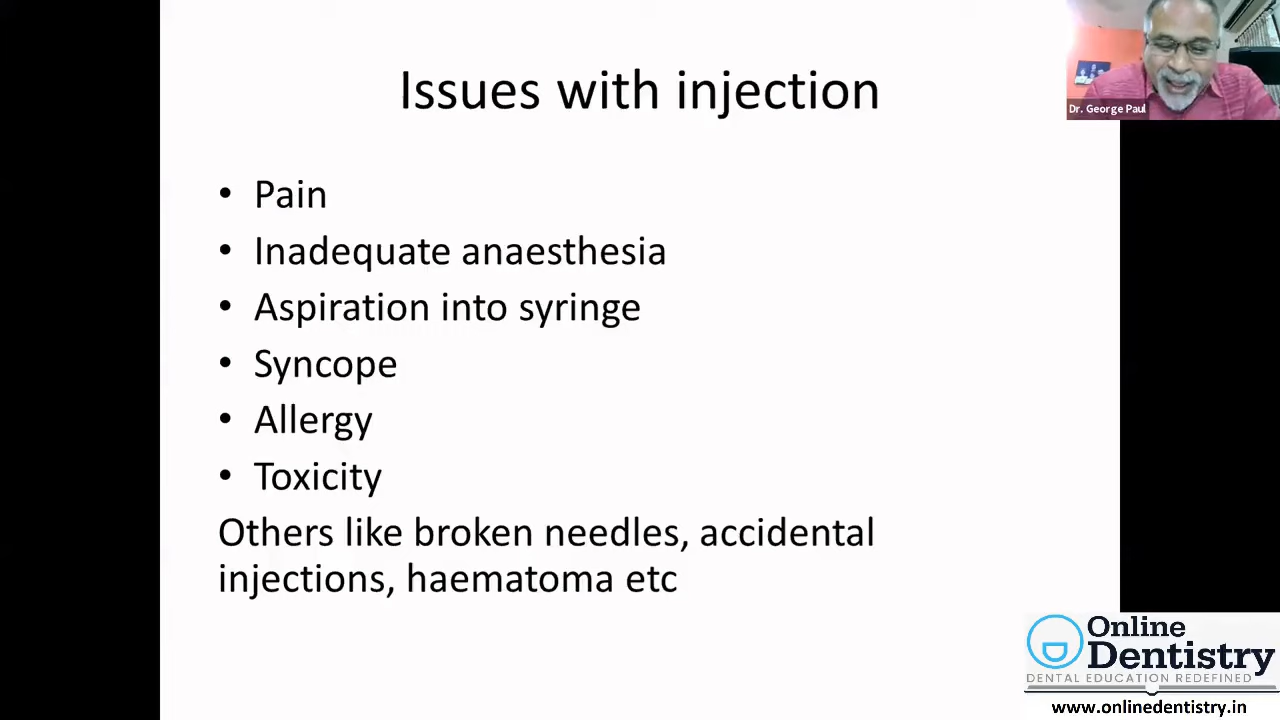 Issues with injection
Dr. George Paul
• Pain
• Inadequate anaesthesia
• Aspiration into syringe
• Syncope
• Allergy
• Toxicity
Others like broken needles, accidental
injections, haematoma etc
Online
Dentistry
DENTAL EDUCATION REDEFINED
www.onlinedentistry.in